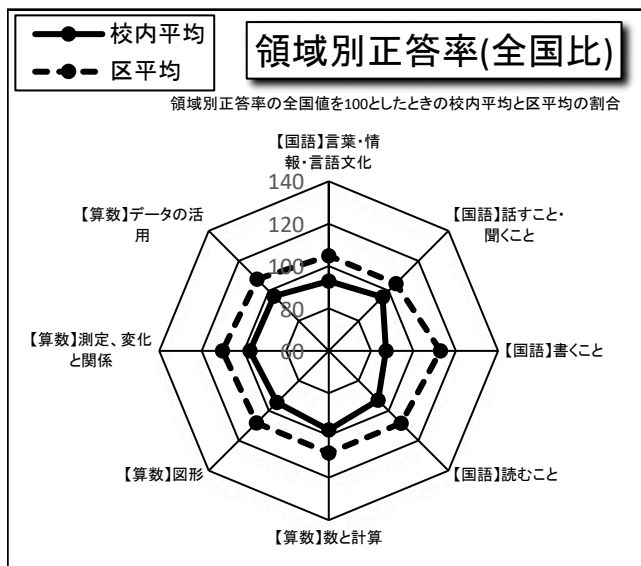 校内平均
区平均
領域別正答率(全国比)
領域別正答率の全国値を100としたときの校内平均と区平均の割合
【国語】言葉・情
報・言語文化
【国語】話すこと・
聞くこと
【国語】書くこと
【国語】読むこと
【算数】数と計算
【算数】図形
【算数】測定、変化
と関係
【算数】データの活
用
140
120
100
80
60